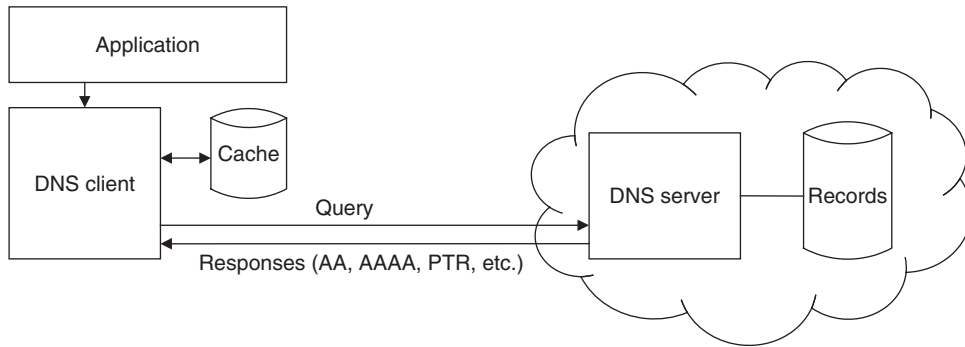 Application
DNS client
Cache
Query
Responses (AA, AAAA, PTR, etc.)
DNS server
Records